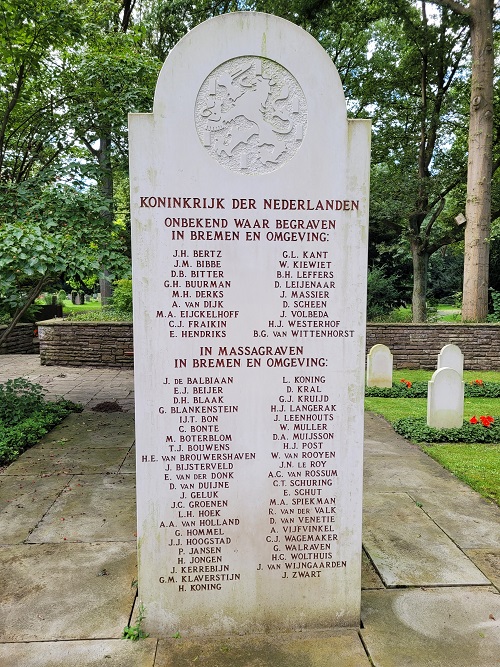 KONINKRIJK DER NEDERLANDEN
ONBEKEND WAAR BEGRAVEN
IN BREMEN EN OMGEVING:
J.H. BERTZ
J.M. BIBBE
D.B. BITTER
G.H. BUURMAN
M.H. DERKS
A. VAN DIJK
M.A. EIJCKELHOFF
C.J. FRAIKIN
E. HENDRIKS
G.L. KANT
W. KIEWIET
B.H. LEFFERS
D. LEIJENAAR
J. MASSIER
D. SCHEEN
J. VOLBEDA
H.J. WESTERHOF
B.G. VAN WITTENHORST
IN MASSAGRAVEN
IN BREMEN EN OMGEVING:
J. DE BALBIAAN
E.J. BEIJER
D.H. BLAAK
G. BLANKENSTEIN
IJ.T. BON
C. BONTE
M. BOTERBLOM
T.J. BOUWENS
H.E. VAN BROUWERSHAVEN
J. BIJSTERVELD
E. VAN DER DONK
D. VAN DUIJNE
J. GELUK
J.C. GROENEN
L.H. HOEK
A.A. VAN HOLLAND
G. HOMMEL
J.J. HOOGSTAD
P. JANSEN
H. JONGEN
J. KERREBIJN
G.M. KLAVERSTIJN
H. KONING
L. KONING
D. KRAL
G.J. KRUIJD
H.J. LANGERAK
J. LEENHOUTS
W. MULLER
D.A. MUIJSSON
H.J. POST
W. VAN ROOYEN
J.N. LE ROY
A.C. VAN ROSSUM
C.T. SCHURING
E. SCHUT
M.A. SPIEKMAN
R. VAN DER VALK
D. VAN VENETIE
A. VIJFVINKEL
C.J. WAGEMAKER
G. WALRAVEN
H.C. WOLTHUIS
J. VAN WIJNGAARDEN
J. ZWART